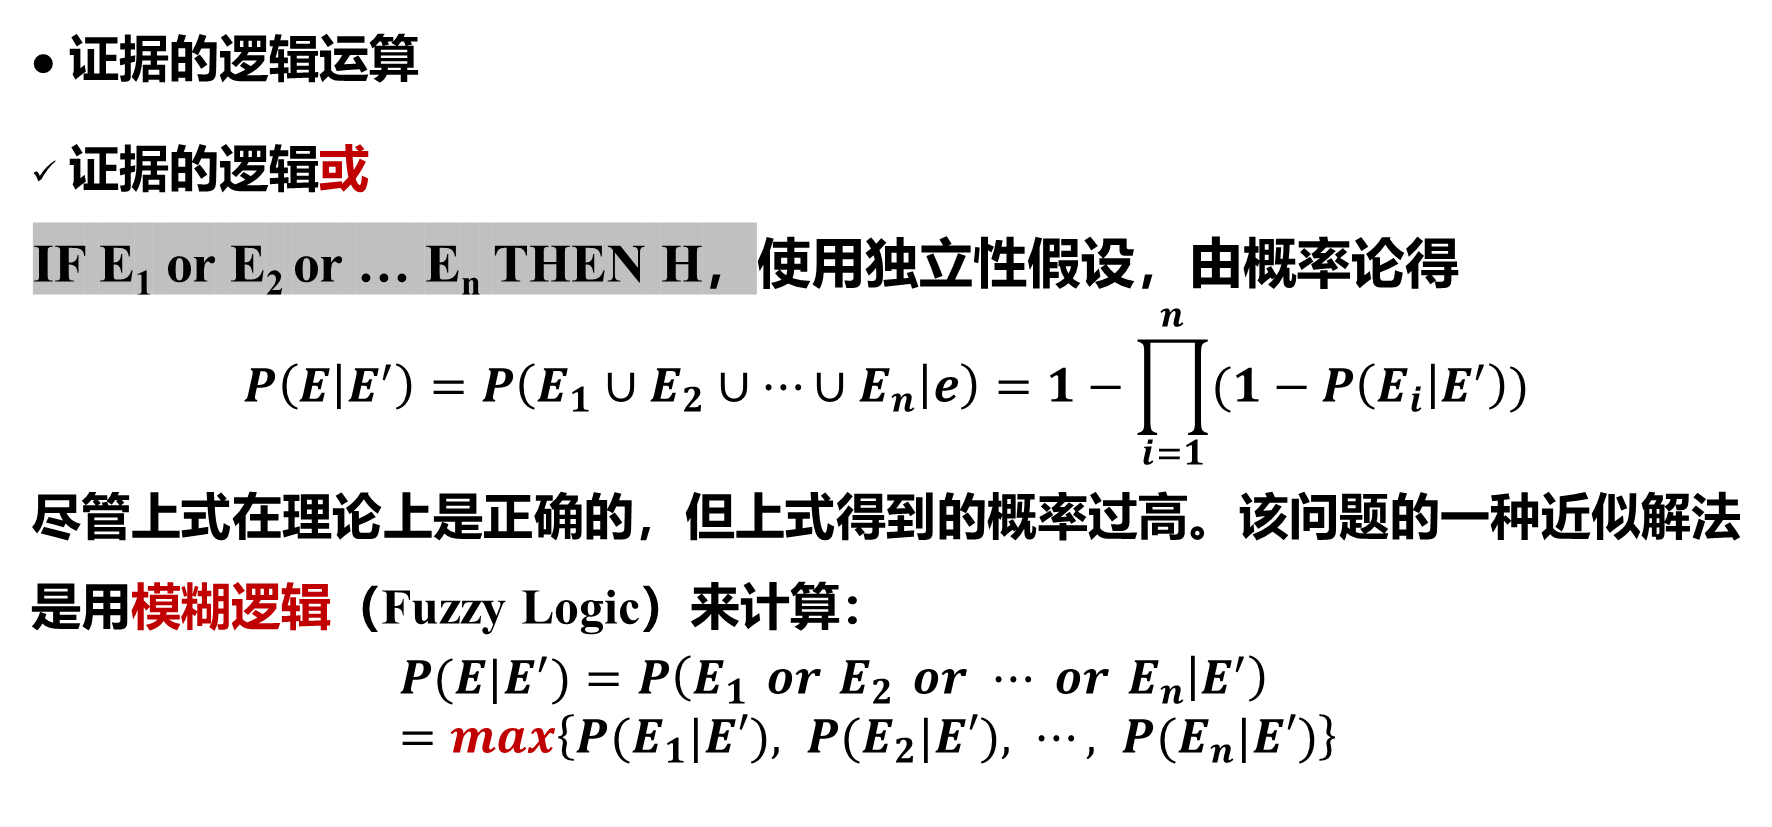 ● 证据的逻辑运算
✓ 证据的逻辑或
IF E₁ or E₂ or … Eₙ THEN H，使用独立性假设，由概率论得
P(E|E′) = P(E₁ ∪ E₂ ∪ ⋯ ∪ Eₙ|e) = 1 − ∏ᵢ₌₁ⁿ (1 − P(Eᵢ|E′))
尽管上式在理论上是正确的，但上式得到的概率过高。该问题的一种近似解法
是用模糊逻辑（Fuzzy Logic）来计算：
P(E|E′) = P(E₁ or E₂ or ⋯ or Eₙ|E′)
= max{P(E₁|E′), P(E₂|E′), ⋯, P(Eₙ|E′)}